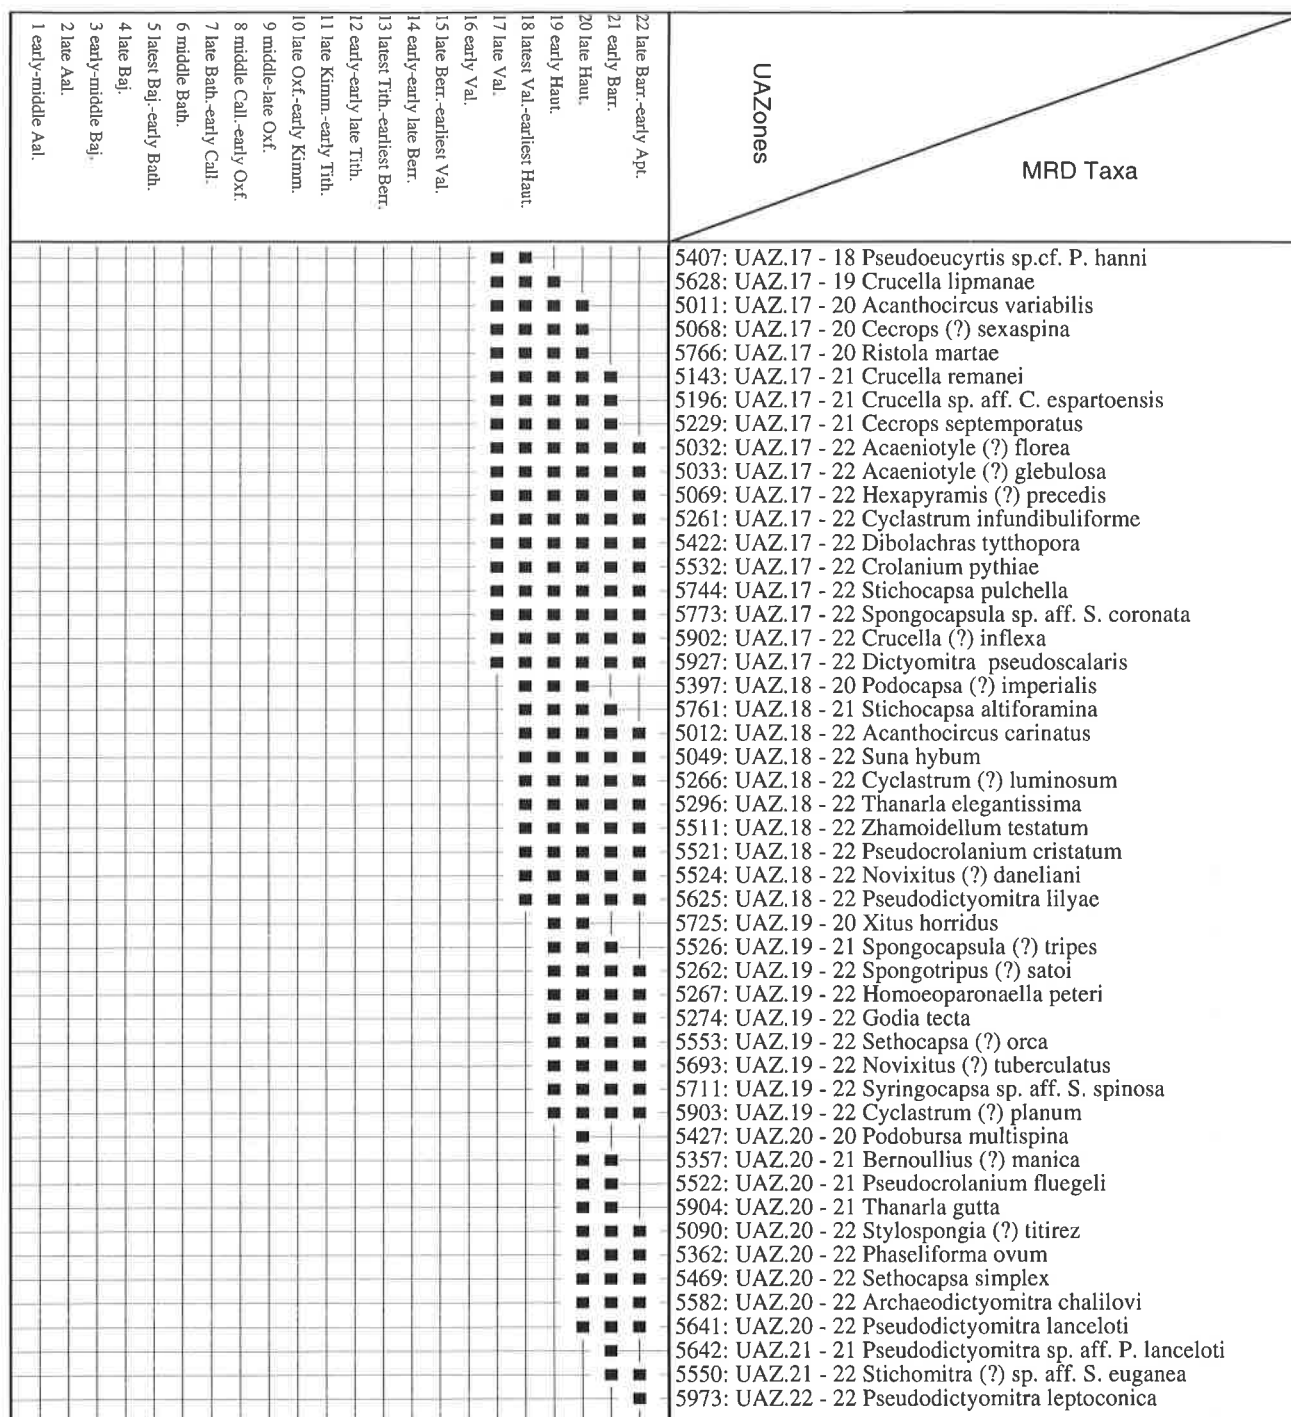 22 late Barr.-early Apt.
21 early Barr.
20 late Haut.
19 early Haut.
18 latest Val.-earliest Haut.
17 late Val.
16 early Val.
15 late Berr.-earliest Val.
14 early-early late Berr.
13 latest Tith.-earliest Berr.
12 early-early late Tith.
11 late Kimm.-early Tith.
10 late Oxf.-early Kimm.
9 middle-late Oxf.
8 middle Call.-early Oxf.
7 late Bath.-early Call.
6 middle Bath.
5 latest Baj.-early Bath.
4 late Baj.
3 early-middle Baj.
2 late Aal.
1 early-middle Aal.
UAZones
MRD Taxa
5407: UAZ.17 - 18 Pseudoeucyrtis sp.cf. P. hanni
5628: UAZ.17 - 19 Crucella lipmanae
5011: UAZ.17 - 20 Acanthocircus variabilis
5068: UAZ.17 - 20 Cecrops (?) sexaspina
5766: UAZ.17 - 20 Ristola martae
5143: UAZ.17 - 21 Crucella remanei
5196: UAZ.17 - 21 Crucella sp. aff. C. espartoensis
5229: UAZ.17 - 21 Cecrops septemporatus
5032: UAZ.17 - 22 Acaeniotyle (?) florea
5033: UAZ.17 - 22 Acaeniotyle (?) glebulosa
5069: UAZ.17 - 22 Hexapyramis (?) precedis
5261: UAZ.17 - 22 Cyclastrum infundibuliforme
5422: UAZ.17 - 22 Dibolachras tytthopora
5532: UAZ.17 - 22 Crolanium pythiae
5744: UAZ.17 - 22 Stichocapsa pulchella
5773: UAZ.17 - 22 Spongocapsula sp. aff. S. coronata
5902: UAZ.17 - 22 Crucella (?) inflexa
5927: UAZ.17 - 22 Dictyomitra pseudoscalaris
5397: UAZ.18 - 20 Podocapsa (?) imperialis
5761: UAZ.18 - 21 Stichocapsa altiforamina
5012: UAZ.18 - 22 Acanthocircus carinatus
5049: UAZ.18 - 22 Suna hybum
5266: UAZ.18 - 22 Cyclastrum (?) luminosum
5296: UAZ.18 - 22 Thanarla elegantissima
5511: UAZ.18 - 22 Zhamoidellum testatum
5521: UAZ.18 - 22 Pseudocrolanium cristatum
5524: UAZ.18 - 22 Novixitus (?) daneliani
5625: UAZ.18 - 22 Pseudodictyomitra lilyae
5725: UAZ.19 - 20 Xitus horridus
5526: UAZ.19 - 21 Spongocapsula (?) tripes
5262: UAZ.19 - 22 Spongotripus (?) satoi
5267: UAZ.19 - 22 Homoeoparonaella peteri
5274: UAZ.19 - 22 Godia tecta
5553: UAZ.19 - 22 Sethocapsa (?) orca
5693: UAZ.19 - 22 Novixitus (?) tuberculatus
5711: UAZ.19 - 22 Syringocapsa sp. aff. S. spinosa
5903: UAZ.19 - 22 Cyclastrum (?) planum
5427: UAZ.20 - 20 Podobursa multispina
5357: UAZ.20 - 21 Bernoullius (?) manica
5522: UAZ.20 - 21 Pseudocrolanium fluegeli
5904: UAZ.20 - 21 Thanarla gutta
5090: UAZ.20 - 22 Stylospongia (?) titirez
5362: UAZ.20 - 22 Phaseliforma ovum
5469: UAZ.20 - 22 Sethocapsa simplex
5582: UAZ.20 - 22 Archaeodictyomitra chalilovi
5641: UAZ.20 - 22 Pseudodictyomitra lanceloti
5642: UAZ.21 - 21 Pseudodictyomitra sp. aff. P. lanceloti
5550: UAZ.21 - 22 Stichomitra (?) sp. aff. S. euganea
5973: UAZ.22 - 22 Pseudodictyomitra leptoconica